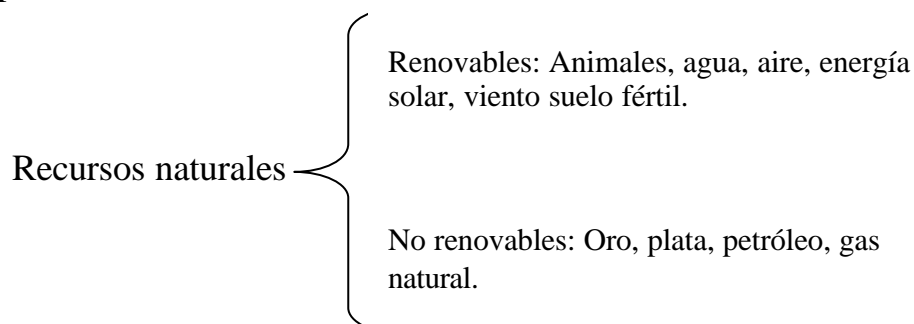 Renovables: Animales, agua, aire, energía
solar, viento suelo fértil.
Recursos naturales
No renovables: Oro, plata, petróleo, gas
natural.